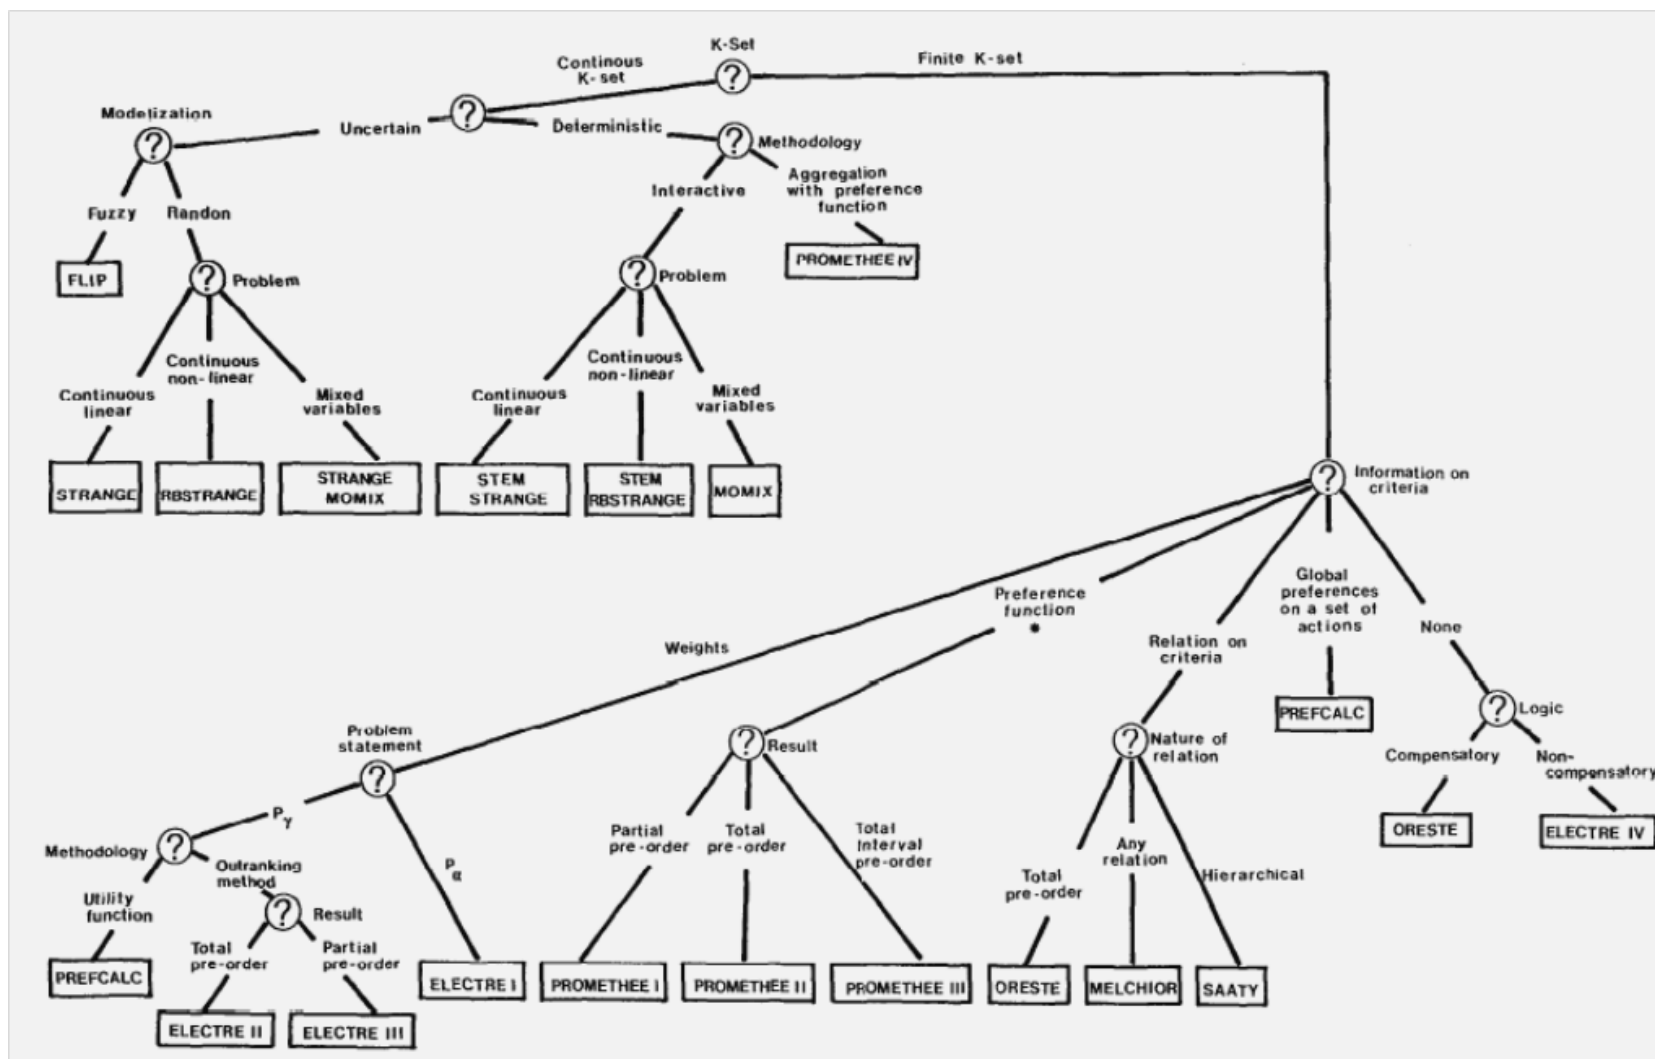 K-Set
Continous
K-set
Finite K-set
?
?
Modelization
Uncertain
Deterministic
?
?
Methodology
Interactive
Aggregation
with preference
function
Fuzzy
Randon
FLIP
?
Problem
?
Problem
PROMETHEE IV
Continuous
non-linear
Continuous
linear
Mixed
variables
Continuous
non-linear
Continuous
linear
Mixed
variables
STRANGE
RBSTRANGE
STRANGE
MOMIX
STEM
STRANGE
STEM
RBSTRANGE
MOMIX
?
Information on
criteria
Weights
Preference
function
*
Relation on
criteria
Global
preferences
on a set of
actions
None
PREFCALC
?
Logic
Compensatory
Non-
compensatory
ORESTE
ELECTRE IV
Problem
statement
?
?
Result
?
Nature of
relation
Pγ
Pα
Methodology
?
Outranking
method
Utility
function
?
Result
Total
pre-order
Partial
pre-order
Partial
pre-order
Total
pre-order
Total
Interval
pre-order
Total
pre-order
Any
relation
Hierarchical
PREFCALC
ELECTRE II
ELECTRE III
ELECTRE I
PROMETHEE I
PROMETHEE II
PROMETHEE III
ORESTE
MELCHIOR
SAATY